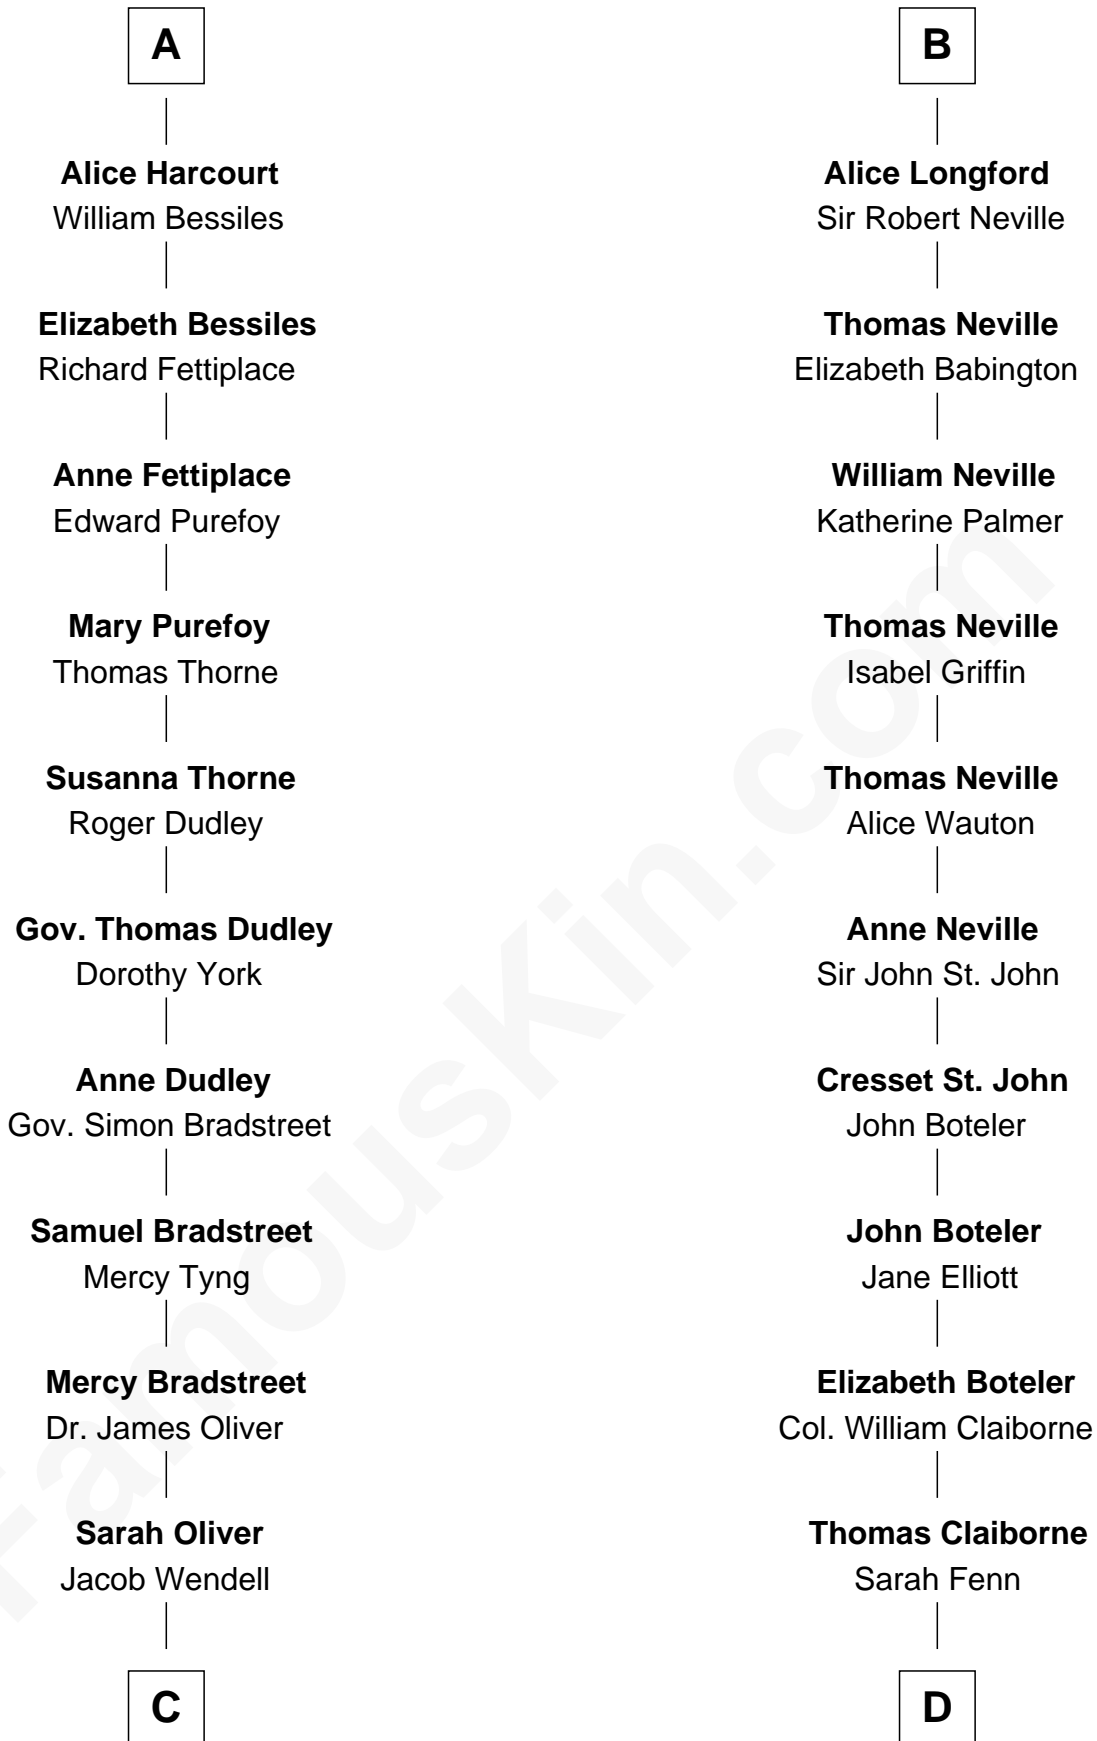 A
Alice Harcourt
William Bessiles
Elizabeth Bessiles
Richard Fettiplace
Anne Fettiplace
Edward Purefoy
Mary Purefoy
Thomas Thorne
Susanna Thorne
Roger Dudley
Gov. Thomas Dudley
Dorothy York
Anne Dudley
Gov. Simon Bradstreet
Samuel Bradstreet
Mercy Tyng
Mercy Bradstreet
Dr. James Oliver
Sarah Oliver
Jacob Wendell
C
B
Alice Longford
Sir Robert Neville
Thomas Neville
Elizabeth Babington
William Neville
Katherine Palmer
Thomas Neville
Isabel Griffin
Thomas Neville
Alice Wauton
Anne Neville
Sir John St. John
Cresset St. John
John Boteler
John Boteler
Jane Elliott
Elizabeth Boteler
Col. William Claiborne
Thomas Claiborne
Sarah Fenn
D
FamousKin.com